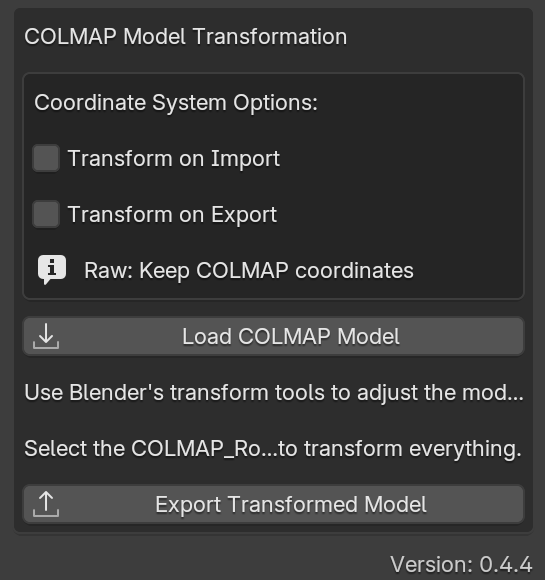 COLMAP Model Transformation
Coordinate System Options:
Transform on Import
Transform on Export
Raw: Keep COLMAP coordinates
Load COLMAP Model
Use Blender's transform tools to adjust the mod...
Select the COLMAP_Ro...to transform everything.
Export Transformed Model
Version: 0.4.4